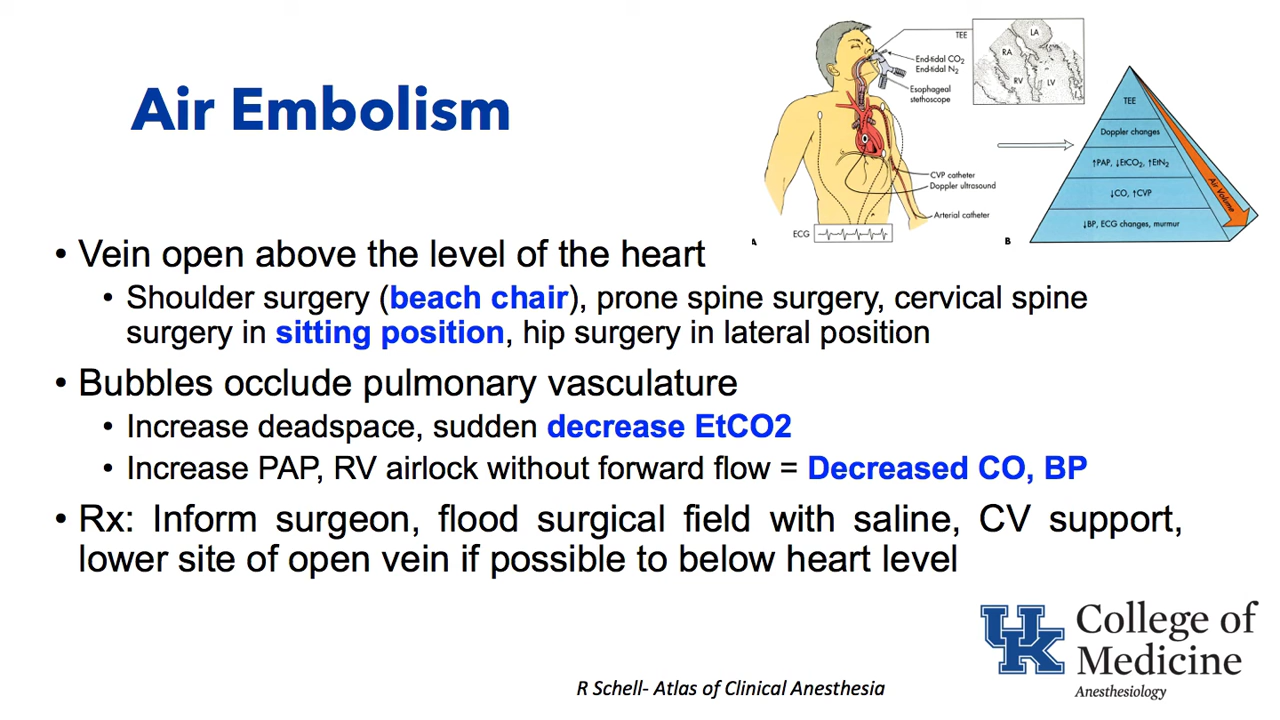 Air Embolism
TEE
End-tidal CO₂
End-tidal N₂
Esophageal
stethoscope
CVP catheter
Doppler ultrasound
Arterial catheter
ECG
A
LA
RA
RV
LV
TEE
Doppler changes
↑PAP, ↓EtCO₂, ↑EtN₂
↓CO, ↑CVP
↓BP, ECG changes, murmur
Air Volume
B
• Vein open above the level of the heart
• Shoulder surgery (beach chair), prone spine surgery, cervical spine
surgery in sitting position, hip surgery in lateral position
• Bubbles occlude pulmonary vasculature
• Increase deadspace, sudden decrease EtCO2
• Increase PAP, RV airlock without forward flow = Decreased CO, BP
• Rx: Inform surgeon, flood surgical field with saline, CV support,
lower site of open vein if possible to below heart level
UK
College of
Medicine
Anesthesiology
R Schell- Atlas of Clinical Anesthesia